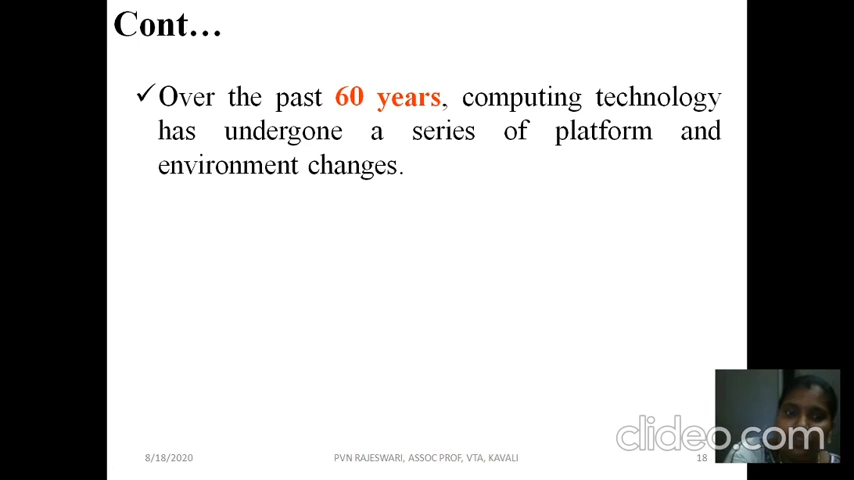 Cont…
✓Over the past 60 years, computing technology
has undergone a series of platform and
environment changes.
clideo.com
8/18/2020 PVN RAJESWARI, ASSOC PROF, VTA, KAVALI 18